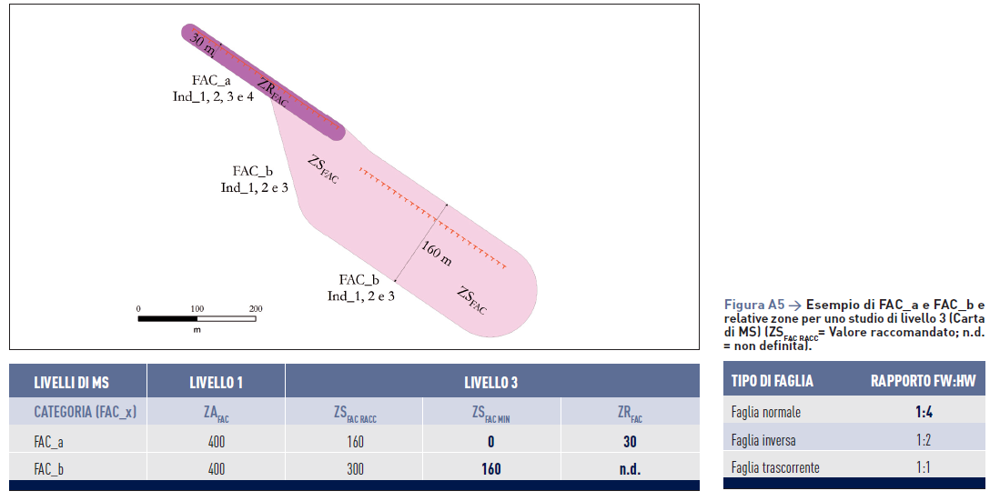 30 m
FAC_a
Ind_1, 2, 3 e 4
ZRFAC
FAC_b
Ind_1, 2 e 3
ZSFAC
160 m
FAC_b
Ind_1, 2 e 3
ZSFAC
0 100 200
m
Figura A5 → Esempio di FAC_a e FAC_b e
relative zone per uno studio di livello 3 (Carta
di MS) (ZSFAC RACC= Valore raccomandato; n.d.
= non definita).
LIVELLI DI MS LIVELLO 1 LIVELLO 3
CATEGORIA (FAC_x) ZAFAC ZSFAC RACC ZSFAC MIN ZRFAC
FAC_a 400 160 0 30
FAC_b 400 300 160 n.d.
TIPO DI FAGLIA RAPPORTO FW:HW
Faglia normale 1:4
Faglia inversa 1:2
Faglia trascorrente 1:1